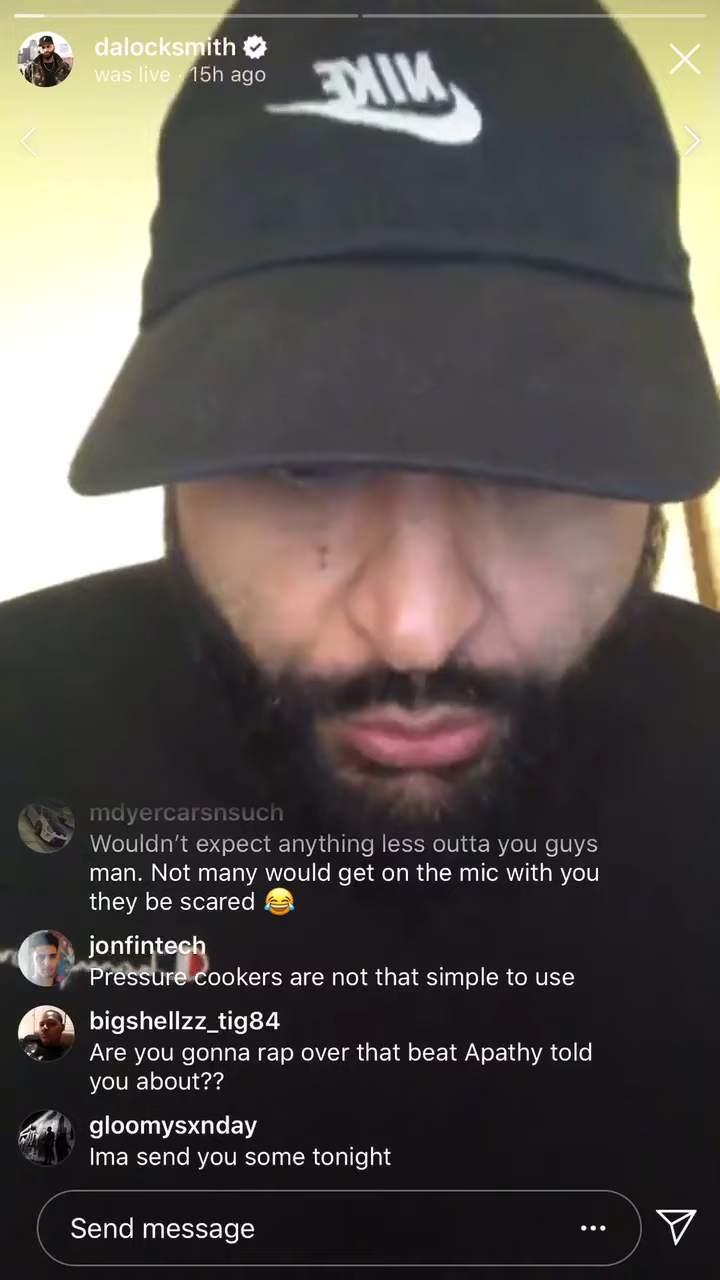 dalocksmith
was live · 15h ago
NIKE
mdyercarsnsuch
Wouldn't expect anything less outta you guys
man. Not many would get on the mic with you
they be scared 😂
jonfintech
Pressure cookers are not that simple to use
bigshellzz_tig84
Are you gonna rap over that beat Apathy told
you about??
gloomysxnday
Ima send you some tonight
Send message